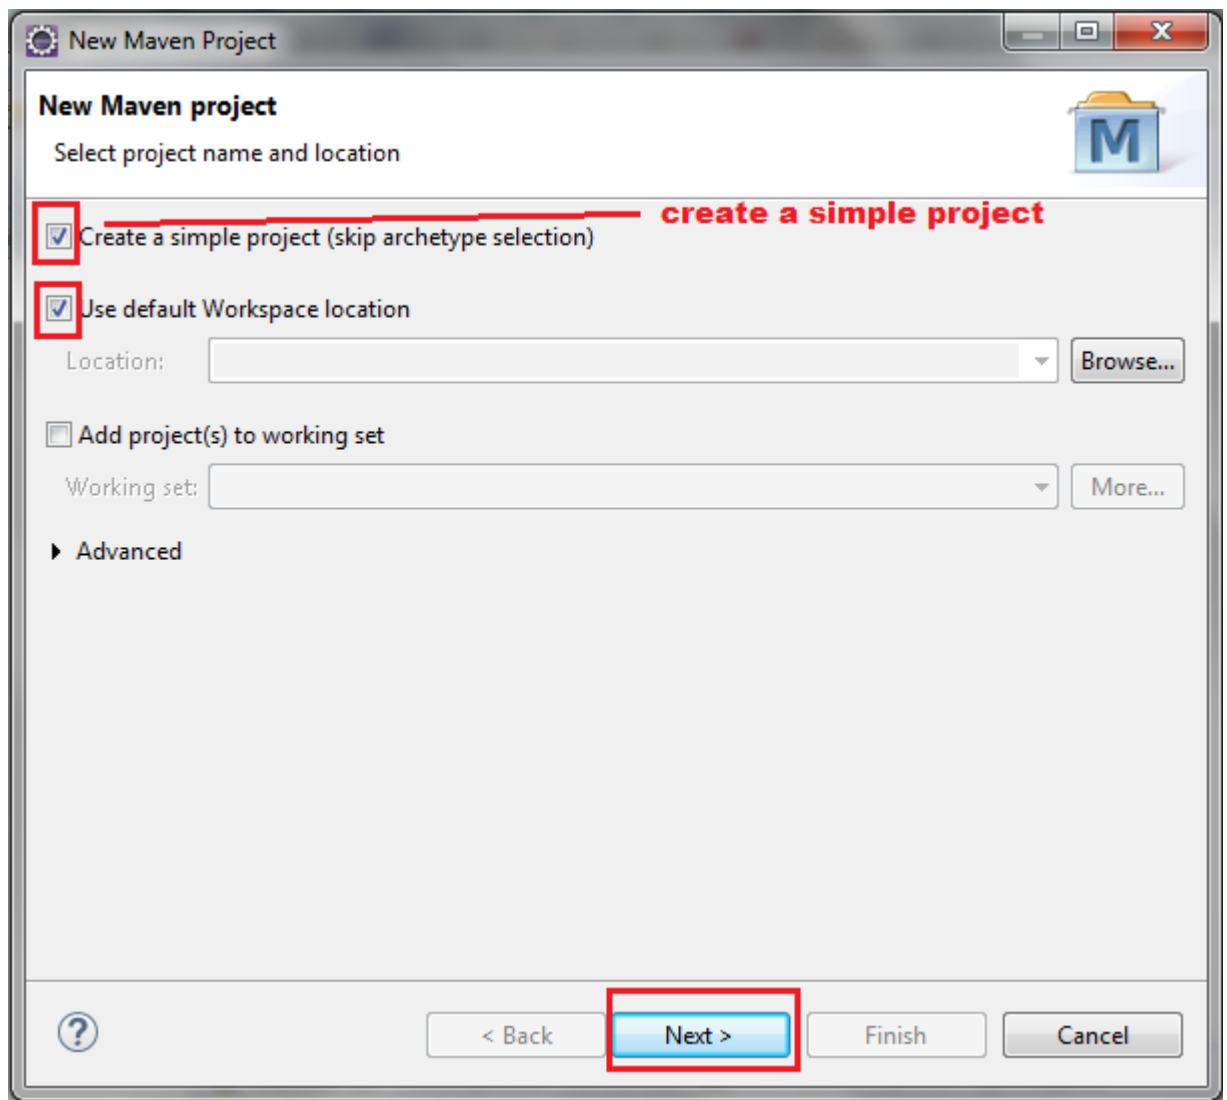 New Maven Project
New Maven project
M
Select project name and location
create a simple project
Create a simple project (skip archetype selection)
Use default Workspace location
Location:
Browse...
Add project(s) to working set
Working set:
More...
Advanced
?
< Back
Next >
Finish
Cancel